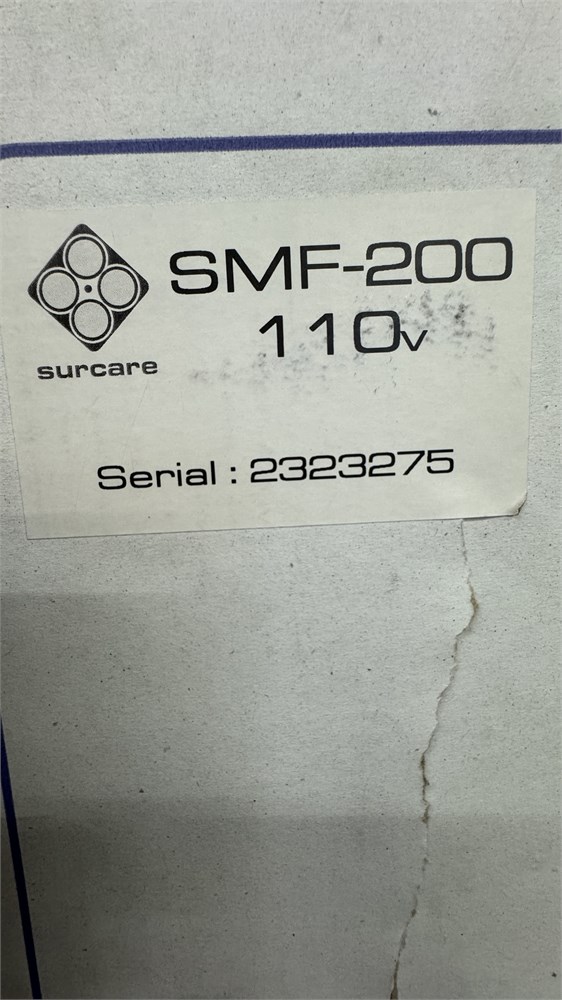 SMF-200
110v
surcare
Serial : 2323275